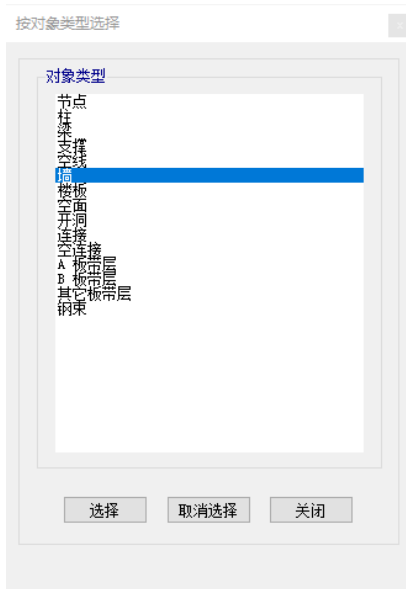 按对象类型选择
对象类型
节点
柱
梁
支撑
空线
墙
楼板
空面
开洞
连接
空连接
A 板带层
B 板带层
其它板带层
钢束
选择 取消选择 关闭